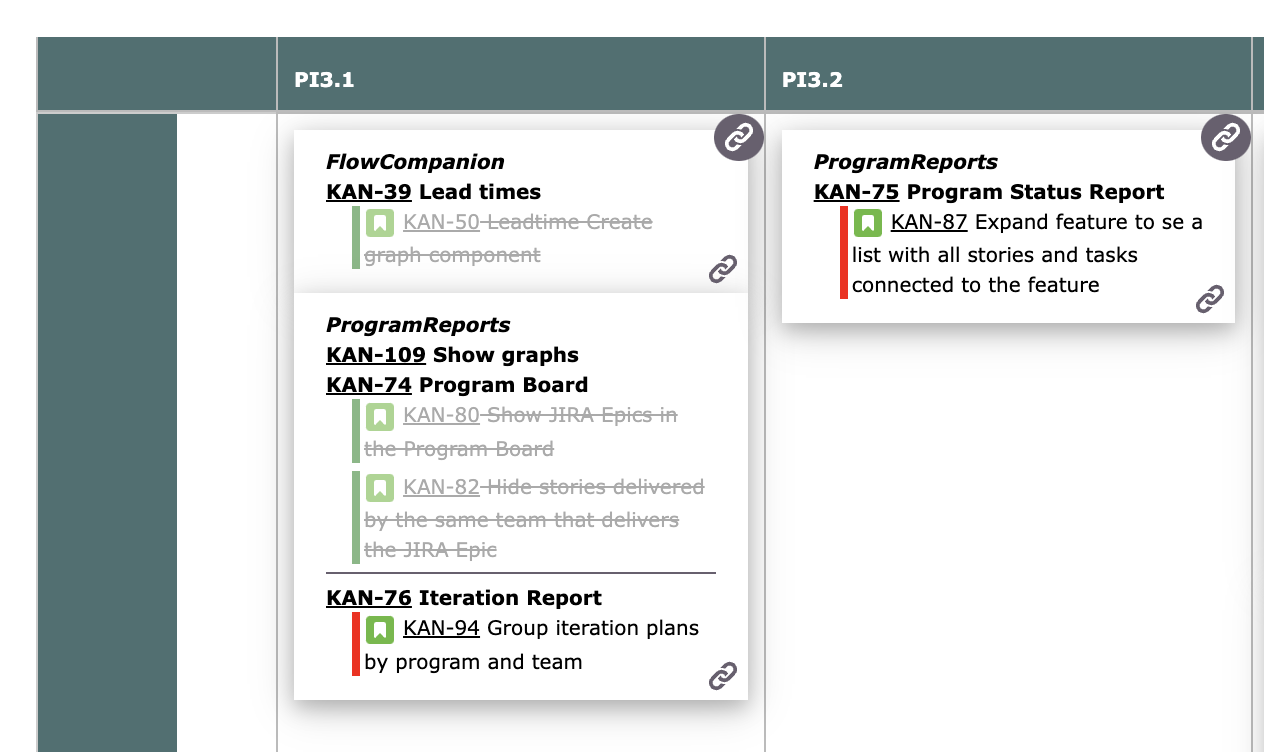 PI3.1
PI3.2
FlowCompanion
KAN-39 Lead times
KAN-50 Leadtime Create
graph component
ProgramReports
KAN-109 Show graphs
KAN-74 Program Board
KAN-80 Show JIRA Epics in
the Program Board
KAN-82 Hide stories delivered
by the same team that delivers
the JIRA Epic
KAN-76 Iteration Report
KAN-94 Group iteration plans
by program and team
ProgramReports
KAN-75 Program Status Report
KAN-87 Expand feature to se a
list with all stories and tasks
connected to the feature